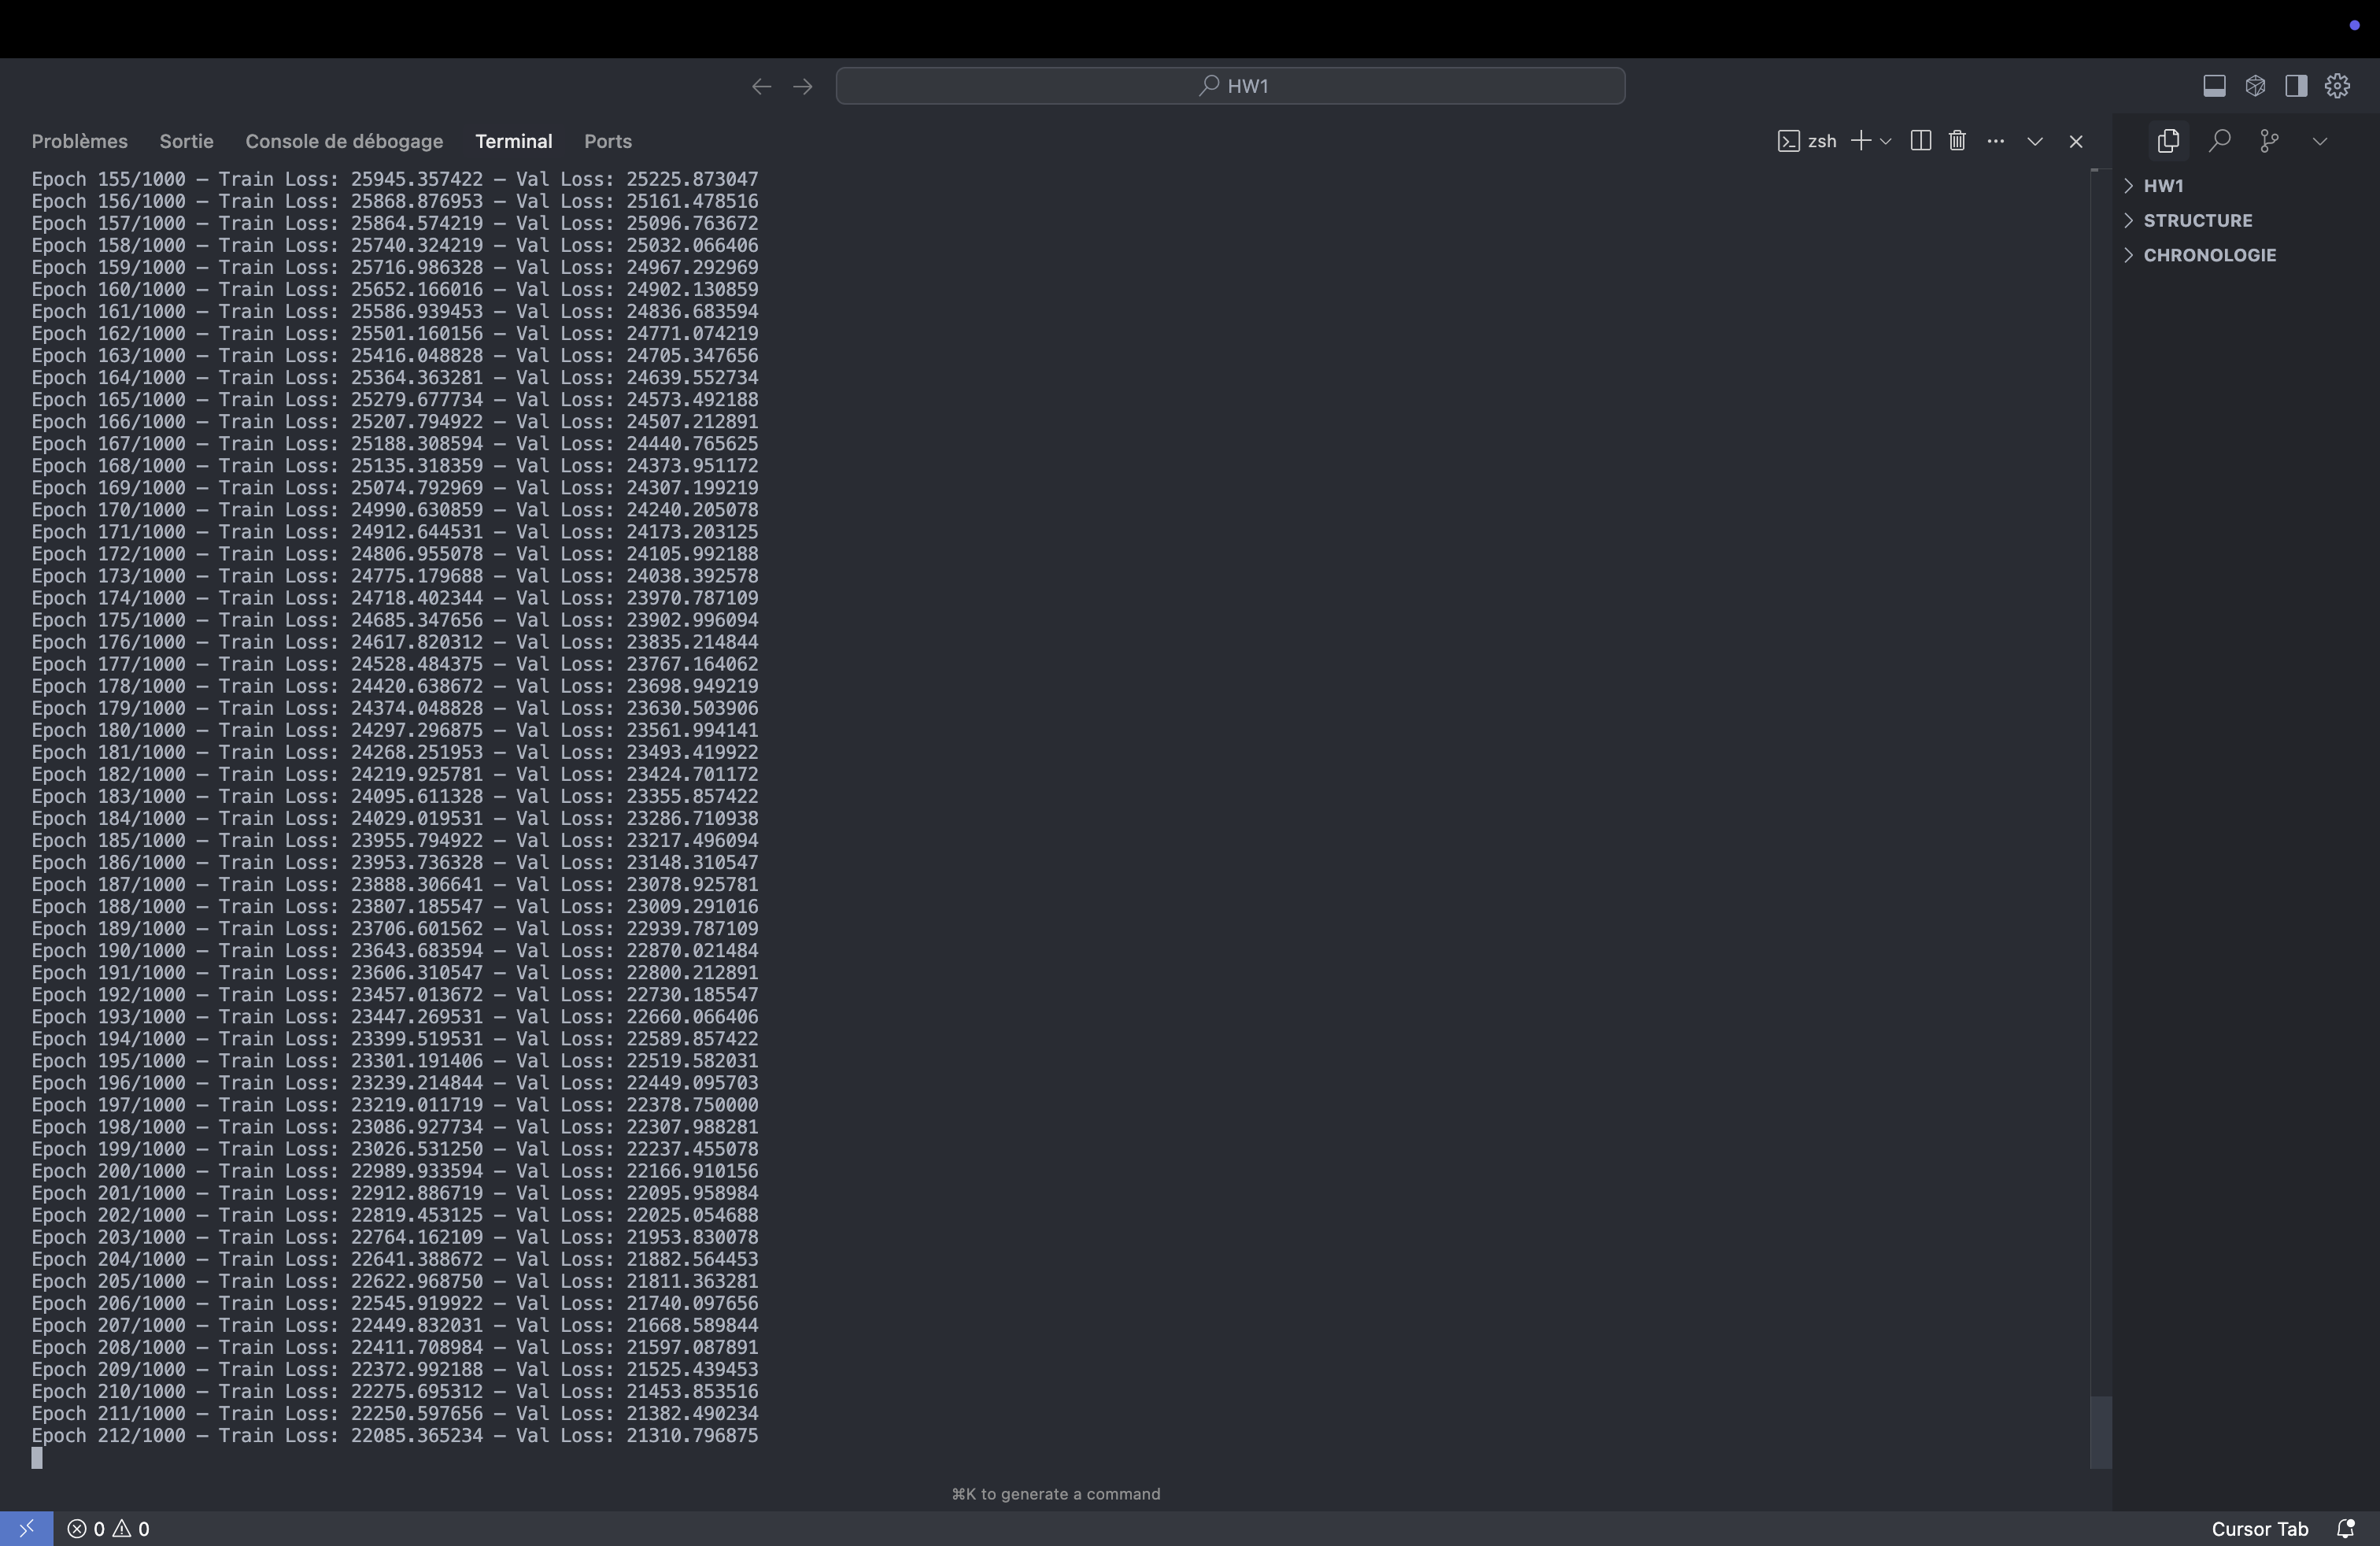 HW1
Problèmes Sortie Console de débogage Terminal Ports
zsh
Epoch 155/1000 — Train Loss: 25945.357422 — Val Loss: 25225.873047
Epoch 156/1000 — Train Loss: 25868.876953 — Val Loss: 25161.478516
Epoch 157/1000 — Train Loss: 25864.574219 — Val Loss: 25096.763672
Epoch 158/1000 — Train Loss: 25740.324219 — Val Loss: 25032.066406
Epoch 159/1000 — Train Loss: 25716.986328 — Val Loss: 24967.292969
Epoch 160/1000 — Train Loss: 25652.166016 — Val Loss: 24902.130859
Epoch 161/1000 — Train Loss: 25586.939453 — Val Loss: 24836.683594
Epoch 162/1000 — Train Loss: 25501.160156 — Val Loss: 24771.074219
Epoch 163/1000 — Train Loss: 25416.048828 — Val Loss: 24705.347656
Epoch 164/1000 — Train Loss: 25364.363281 — Val Loss: 24639.552734
Epoch 165/1000 — Train Loss: 25279.677734 — Val Loss: 24573.492188
Epoch 166/1000 — Train Loss: 25207.794922 — Val Loss: 24507.212891
Epoch 167/1000 — Train Loss: 25188.308594 — Val Loss: 24440.765625
Epoch 168/1000 — Train Loss: 25135.318359 — Val Loss: 24373.951172
Epoch 169/1000 — Train Loss: 25074.792969 — Val Loss: 24307.199219
Epoch 170/1000 — Train Loss: 24990.630859 — Val Loss: 24240.205078
Epoch 171/1000 — Train Loss: 24912.644531 — Val Loss: 24173.203125
Epoch 172/1000 — Train Loss: 24806.955078 — Val Loss: 24105.992188
Epoch 173/1000 — Train Loss: 24775.179688 — Val Loss: 24038.392578
Epoch 174/1000 — Train Loss: 24718.402344 — Val Loss: 23970.787109
Epoch 175/1000 — Train Loss: 24685.347656 — Val Loss: 23902.996094
Epoch 176/1000 — Train Loss: 24617.820312 — Val Loss: 23835.214844
Epoch 177/1000 — Train Loss: 24528.484375 — Val Loss: 23767.164062
Epoch 178/1000 — Train Loss: 24420.638672 — Val Loss: 23698.949219
Epoch 179/1000 — Train Loss: 24374.048828 — Val Loss: 23630.503906
Epoch 180/1000 — Train Loss: 24297.296875 — Val Loss: 23561.994141
Epoch 181/1000 — Train Loss: 24268.251953 — Val Loss: 23493.419922
Epoch 182/1000 — Train Loss: 24219.925781 — Val Loss: 23424.701172
Epoch 183/1000 — Train Loss: 24095.611328 — Val Loss: 23355.857422
Epoch 184/1000 — Train Loss: 24029.019531 — Val Loss: 23286.710938
Epoch 185/1000 — Train Loss: 23955.794922 — Val Loss: 23217.496094
Epoch 186/1000 — Train Loss: 23953.736328 — Val Loss: 23148.310547
Epoch 187/1000 — Train Loss: 23888.306641 — Val Loss: 23078.925781
Epoch 188/1000 — Train Loss: 23807.185547 — Val Loss: 23009.291016
Epoch 189/1000 — Train Loss: 23706.601562 — Val Loss: 22939.787109
Epoch 190/1000 — Train Loss: 23643.683594 — Val Loss: 22870.021484
Epoch 191/1000 — Train Loss: 23606.310547 — Val Loss: 22800.212891
Epoch 192/1000 — Train Loss: 23457.013672 — Val Loss: 22730.185547
Epoch 193/1000 — Train Loss: 23447.269531 — Val Loss: 22660.066406
Epoch 194/1000 — Train Loss: 23399.519531 — Val Loss: 22589.857422
Epoch 195/1000 — Train Loss: 23301.191406 — Val Loss: 22519.582031
Epoch 196/1000 — Train Loss: 23239.214844 — Val Loss: 22449.095703
Epoch 197/1000 — Train Loss: 23219.011719 — Val Loss: 22378.750000
Epoch 198/1000 — Train Loss: 23086.927734 — Val Loss: 22307.988281
Epoch 199/1000 — Train Loss: 23026.531250 — Val Loss: 22237.455078
Epoch 200/1000 — Train Loss: 22989.933594 — Val Loss: 22166.910156
Epoch 201/1000 — Train Loss: 22912.886719 — Val Loss: 22095.958984
Epoch 202/1000 — Train Loss: 22819.453125 — Val Loss: 22025.054688
Epoch 203/1000 — Train Loss: 22764.162109 — Val Loss: 21953.830078
Epoch 204/1000 — Train Loss: 22641.388672 — Val Loss: 21882.564453
Epoch 205/1000 — Train Loss: 22622.968750 — Val Loss: 21811.363281
Epoch 206/1000 — Train Loss: 22545.919922 — Val Loss: 21740.097656
Epoch 207/1000 — Train Loss: 22449.832031 — Val Loss: 21668.589844
Epoch 208/1000 — Train Loss: 22411.708984 — Val Loss: 21597.087891
Epoch 209/1000 — Train Loss: 22372.992188 — Val Loss: 21525.439453
Epoch 210/1000 — Train Loss: 22275.695312 — Val Loss: 21453.853516
Epoch 211/1000 — Train Loss: 22250.597656 — Val Loss: 21382.490234
Epoch 212/1000 — Train Loss: 22085.365234 — Val Loss: 21310.796875
⌘K to generate a command
HW1
STRUCTURE
CHRONOLOGIE
0 0
Cursor Tab